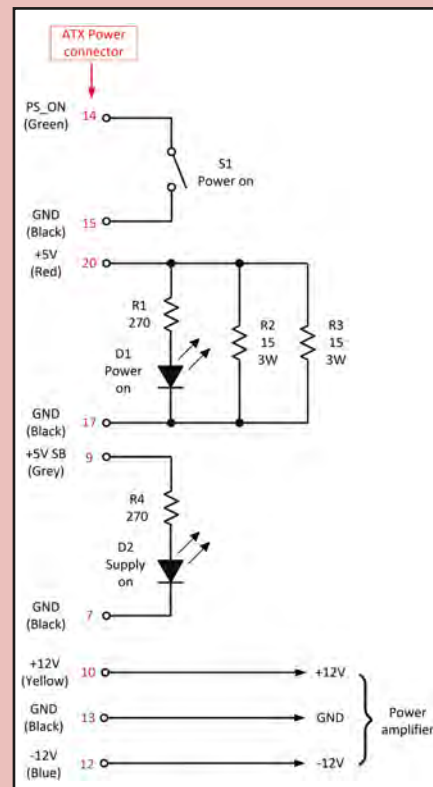 ATX Power
connector
PS_ON
(Green)
14
S1
Power on
GND
(Black)
15
+5V
(Red)
20
R1
270
R2
15
3W
R3
15
3W
D1
Power
on
GND
(Black)
17
+5V SB
(Grey)
9
R4
270
D2
Supply
on
GND
(Black)
7
+12V
(Yellow)
10
+12V
GND
(Black)
13
GND
Power
amplifier
-12V
(Blue)
12
-12V